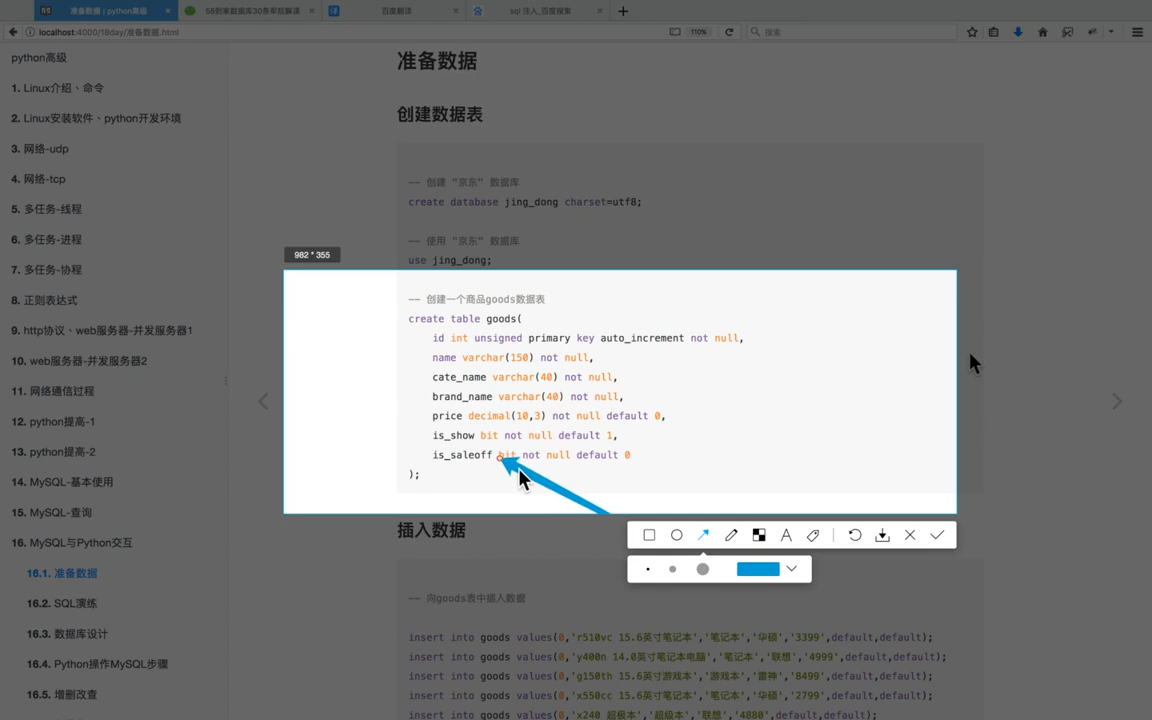 准备数据 | python高级
58到家数据库30条军规解读
百度翻译
sql 注入_百度搜索
localhost:4000/18day/准备数据.html
110%
搜索
python高级
1. Linux介绍、命令
2. Linux安装软件、python开发环境
3. 网络-udp
4. 网络-tcp
5. 多任务-线程
6. 多任务-进程
7. 多任务-协程
8. 正则表达式
9. http协议、web服务器-并发服务器1
10. web服务器-并发服务器2
11. 网络通信过程
12. python提高-1
13. python提高-2
14. MySQL-基本使用
15. MySQL-查询
16. MySQL与Python交互
16.1. 准备数据
16.2. SQL演练
16.3. 数据库设计
16.4. Python操作MySQL步骤
16.5. 增删改查
准备数据
创建数据表
-- 创建 "京东" 数据库
create database jing_dong charset=utf8;
-- 使用 "京东" 数据库
use jing_dong;
982 * 355
-- 创建一个商品goods数据表
create table goods(
id int unsigned primary key auto_increment not null,
name varchar(150) not null,
cate_name varchar(40) not null,
brand_name varchar(40) not null,
price decimal(10,3) not null default 0,
is_show bit not null default 1,
is_saleoff bit not null default 0
);
插入数据
-- 向goods表中插入数据
insert into goods values(0,'r510vc 15.6英寸笔记本','笔记本','华硕','3399',default,default);
insert into goods values(0,'y400n 14.0英寸笔记本电脑','笔记本','联想','4999',default,default);
insert into goods values(0,'g150th 15.6英寸游戏本','游戏本','雷神','8499',default,default);
insert into goods values(0,'x550cc 15.6英寸笔记本','笔记本','华硕','2799',default,default);
insert into goods values(0,'x240 超极本','超级本','联想','4880',default,default);